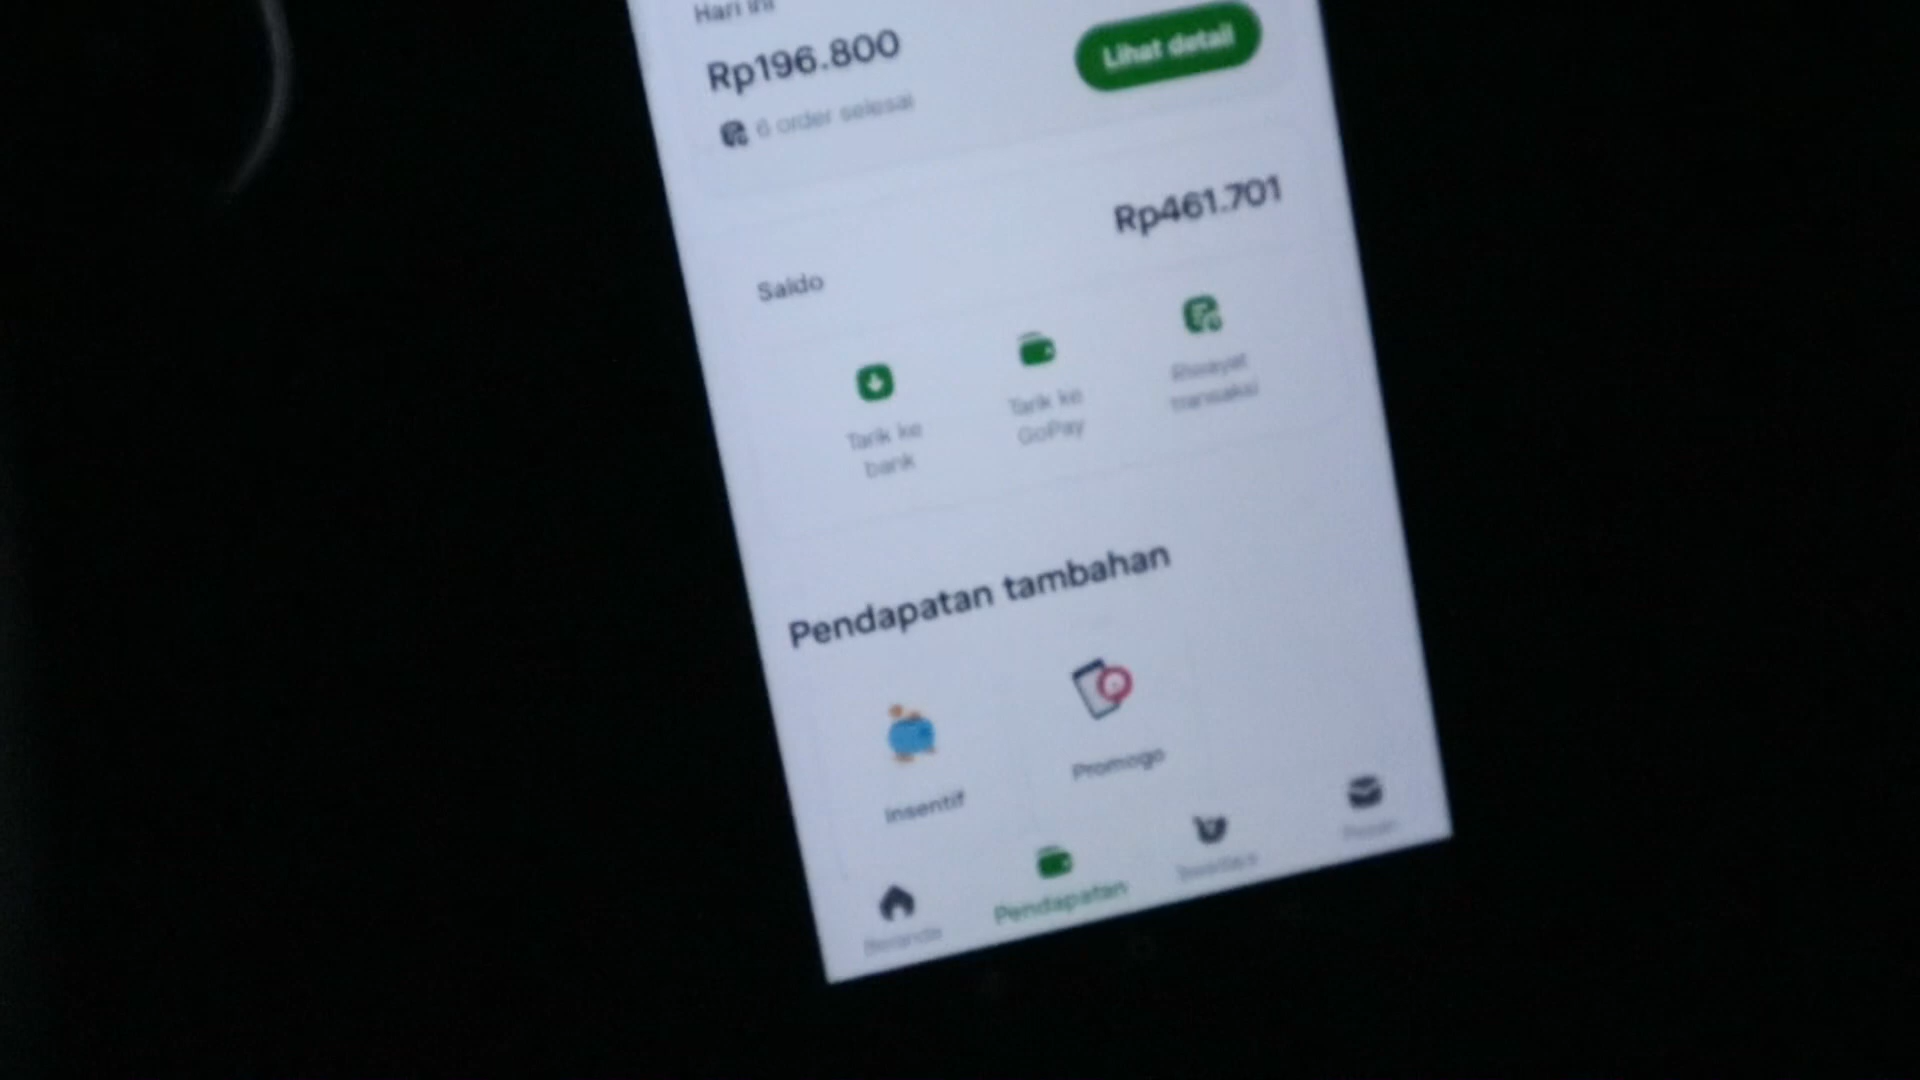 Hari ini
Rp196.800
Lihat detail
6 order selesai
Rp461.701
Saldo
Tarik ke
bank
Tarik ke
GoPay
Riwayat
transaksi
Pendapatan tambahan
Insentif
Promogo
Beranda
Pendapatan